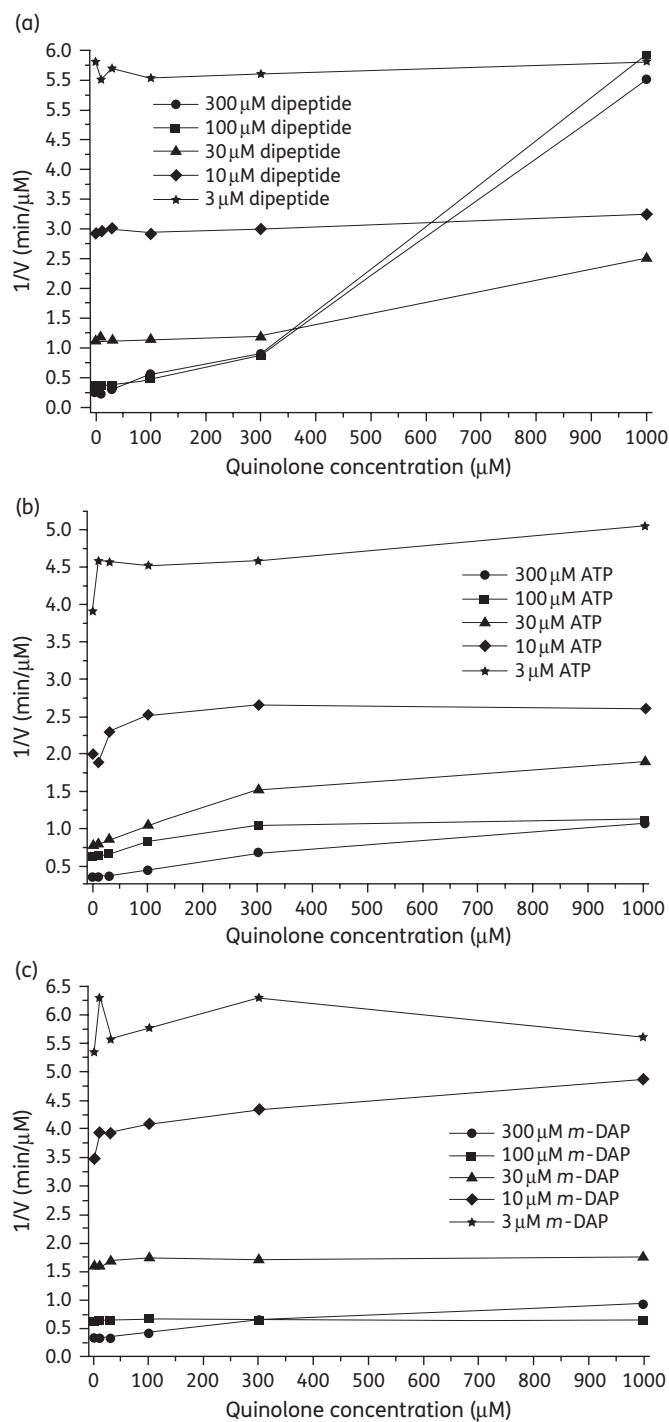 (a)
6.0
5.5
5.0
4.5
4.0
3.5
3.0
2.5
2.0
1.5
1.0
0.5
0.0
1/V (min/µM)
300 µM dipeptide
100 µM dipeptide
30 µM dipeptide
10 µM dipeptide
3 µM dipeptide
0 100 200 300 400 500 600 700 800 900 1000
Quinolone concentration (µM)
(b)
5.0
4.5
4.0
3.5
3.0
2.5
2.0
1.5
1.0
0.5
1/V (min/µM)
300 µM ATP
100 µM ATP
30 µM ATP
10 µM ATP
3 µM ATP
0 100 200 300 400 500 600 700 800 900 1000
Quinolone concentration (µM)
(c)
6.5
6.0
5.5
5.0
4.5
4.0
3.5
3.0
2.5
2.0
1.5
1.0
0.5
0.0
1/V (min/µM)
300 µM m-DAP
100 µM m-DAP
30 µM m-DAP
10 µM m-DAP
3 µM m-DAP
0 100 200 300 400 500 600 700 800 900 1000
Quinolone concentration (µM)